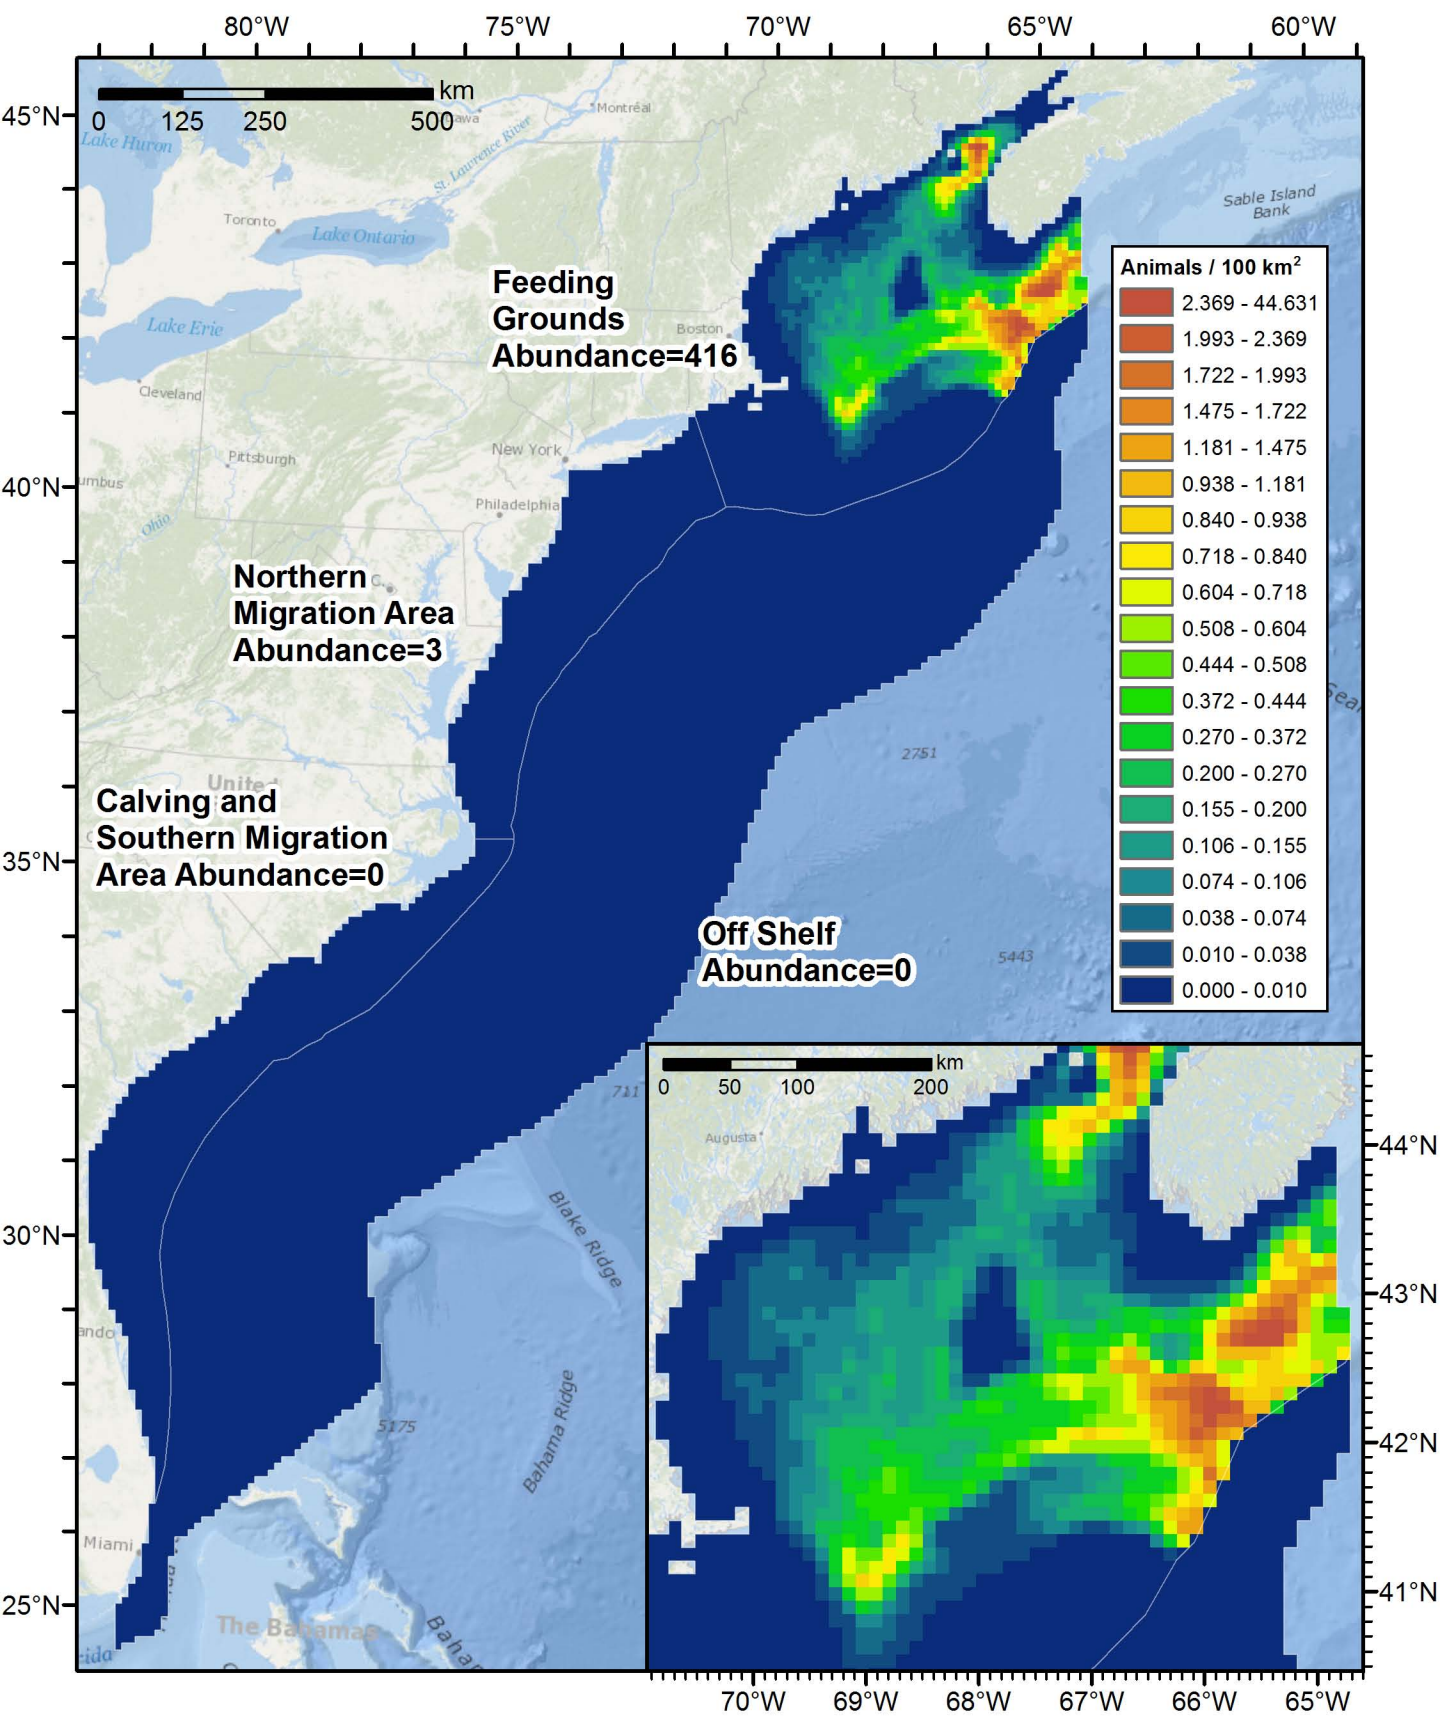 80°W 75°W 70°W 65°W 60°W
45°N
40°N
35°N
30°N
25°N
km
0 125 250 500
Lake Huron
Montréal
St. Lawrence River
Toronto
Lake Ontario
Lake Erie
Cleveland
Pittsburgh
umbus
Ohio
Boston
New York
Philadelphia
Sable Island
Bank
Feeding
Grounds
Abundance=416
Northern
Migration Area
Abundance=3
United
Calving and
Southern Migration
Area Abundance=0
Off Shelf
Abundance=0
2751
5443
711
5175
Blake Ridge
Bahama Ridge
ando
Miami
The Bahamas
Bahar
rida
Sear
Animals / 100 km²
2.369 - 44.631
1.993 - 2.369
1.722 - 1.993
1.475 - 1.722
1.181 - 1.475
0.938 - 1.181
0.840 - 0.938
0.718 - 0.840
0.604 - 0.718
0.508 - 0.604
0.444 - 0.508
0.372 - 0.444
0.270 - 0.372
0.200 - 0.270
0.155 - 0.200
0.106 - 0.155
0.074 - 0.106
0.038 - 0.074
0.010 - 0.038
0.000 - 0.010
km
0 50 100 200
Augusta
44°N
43°N
42°N
41°N
70°W 69°W 68°W 67°W 66°W 65°W